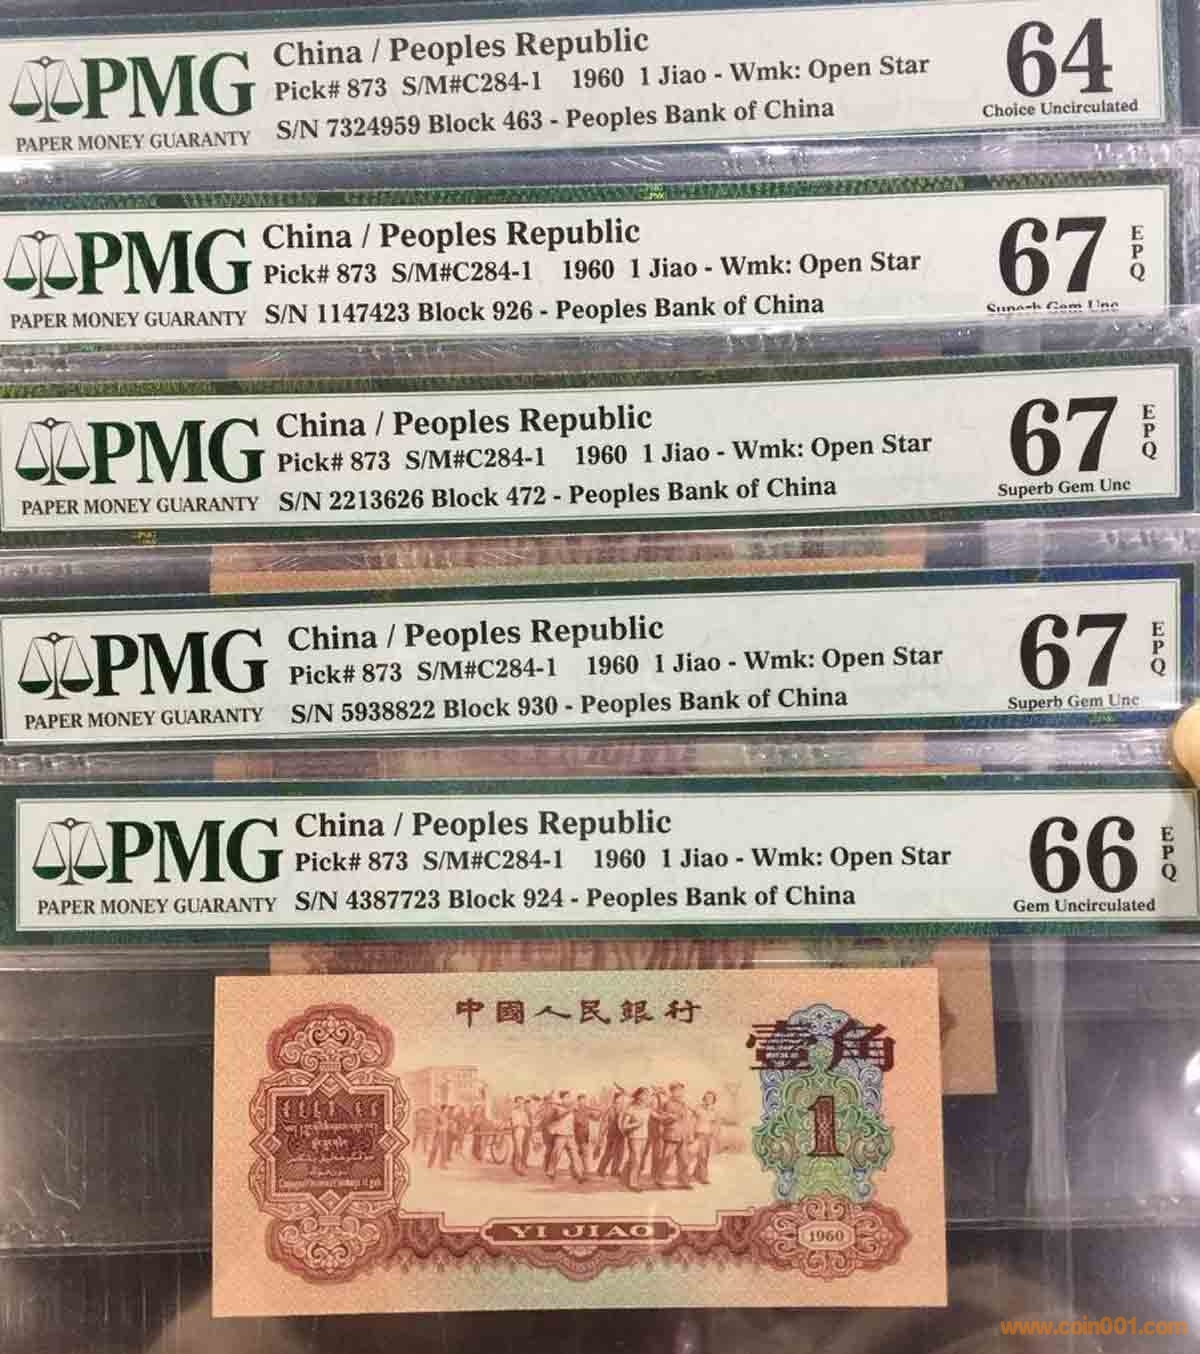 PMG
PAPER MONEY GUARANTY
China / Peoples Republic
Pick# 873 S/M#C284-1 1960 1 Jiao - Wmk: Open Star
S/N 7324959 Block 463 - Peoples Bank of China
64
Choice Uncirculated
PMG
PAPER MONEY GUARANTY
China / Peoples Republic
Pick# 873 S/M#C284-1 1960 1 Jiao - Wmk: Open Star
S/N 1147423 Block 926 - Peoples Bank of China
67
EPQ
Superb Gem Unc
PMG
PAPER MONEY GUARANTY
China / Peoples Republic
Pick# 873 S/M#C284-1 1960 1 Jiao - Wmk: Open Star
S/N 2213626 Block 472 - Peoples Bank of China
67
EPQ
Superb Gem Unc
PMG
PAPER MONEY GUARANTY
China / Peoples Republic
Pick# 873 S/M#C284-1 1960 1 Jiao - Wmk: Open Star
S/N 5938822 Block 930 - Peoples Bank of China
67
EPQ
Superb Gem Unc
PMG
PAPER MONEY GUARANTY
China / Peoples Republic
Pick# 873 S/M#C284-1 1960 1 Jiao - Wmk: Open Star
S/N 4387723 Block 924 - Peoples Bank of China
66
EPQ
Gem Uncirculated
中國人民銀行
壹角
1
YI JIAO
1960
www.coin001.com